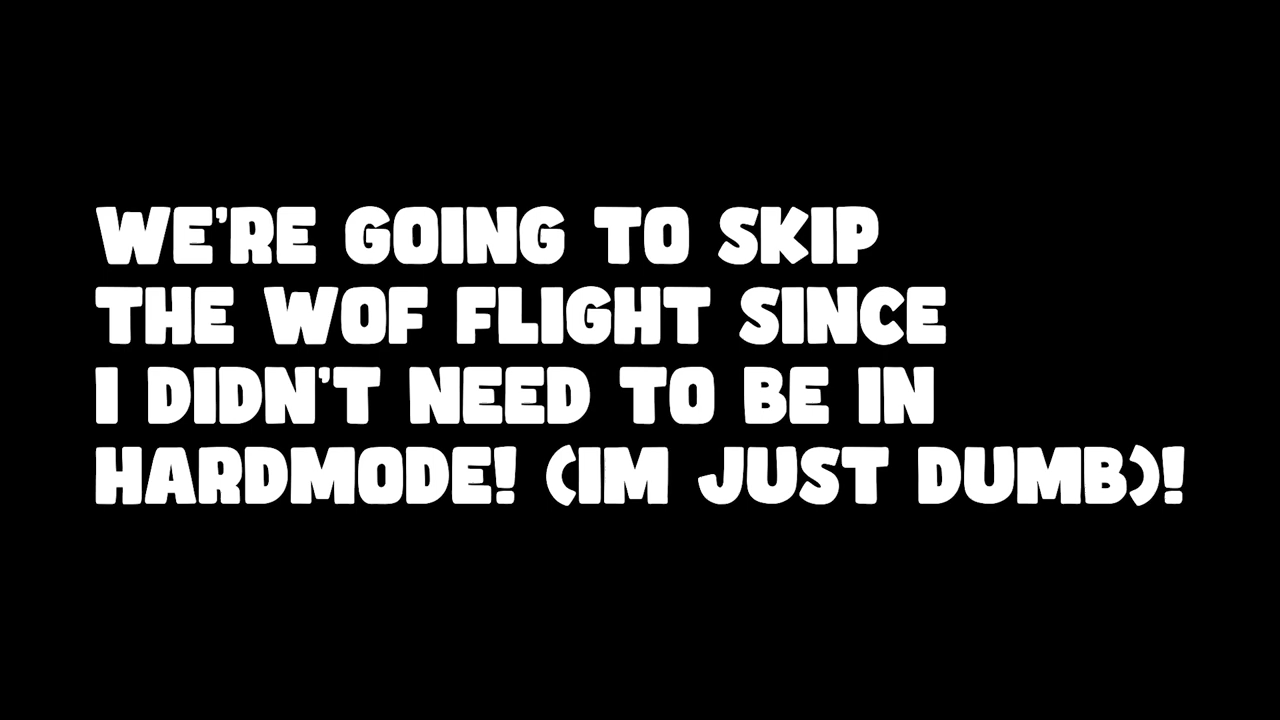 WE'RE GOING TO SKIP
THE WOF FLIGHT SINCE
I DIDN'T NEED TO BE IN
HARDMODE! (IM JUST DUMB)!